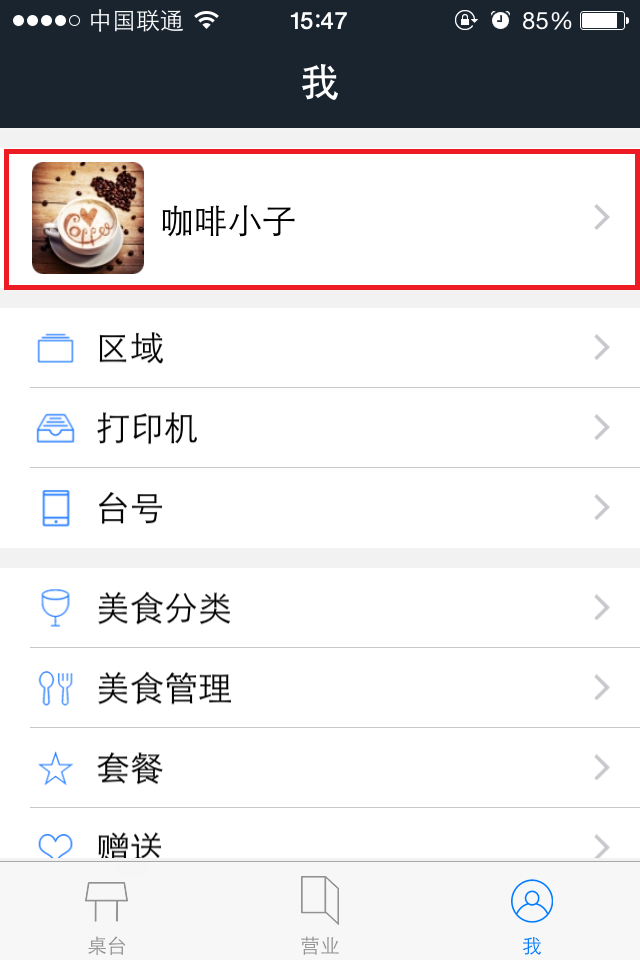 中国联通 15:47 85%
我
Coffee
咖啡小子
区域
打印机
台号
美食分类
美食管理
套餐
赠送
桌台 营业 我